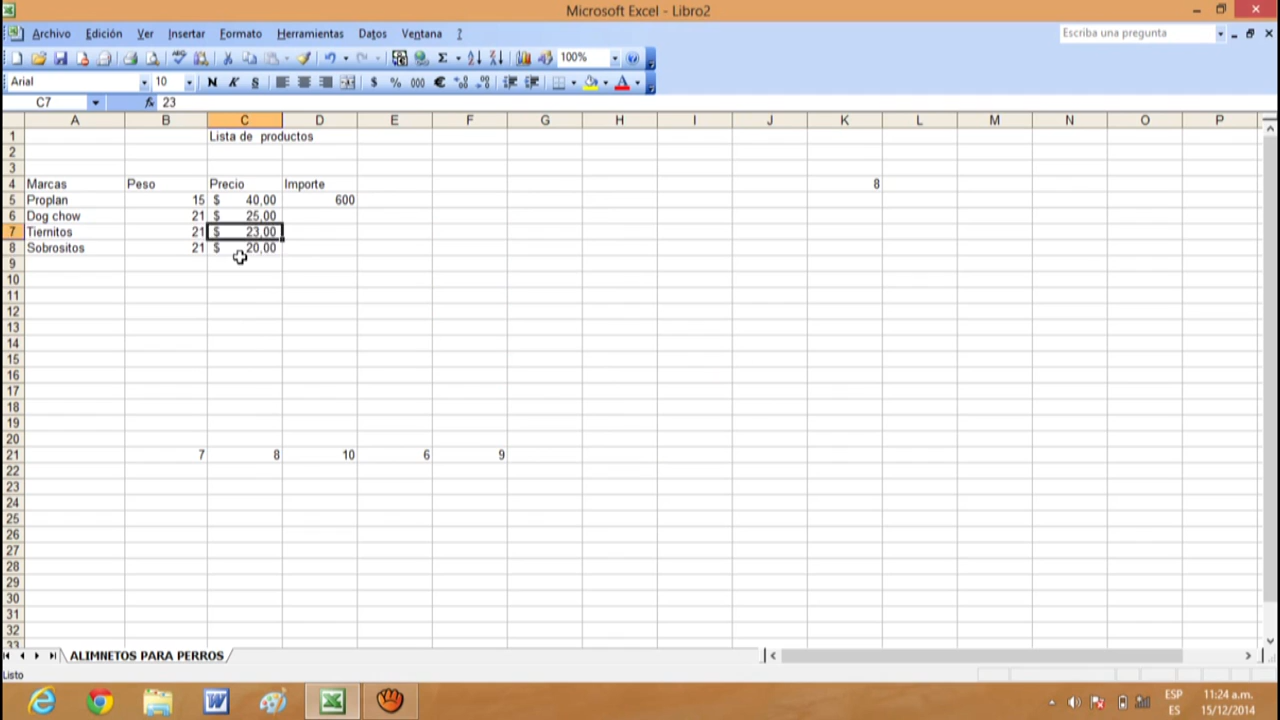 Microsoft Excel - Libro2
Archivo Edición Ver Insertar Formato Herramientas Datos Ventana ? Escriba una pregunta
100%
Arial 10 N K S $ % 000 €
C7 fx 23
A B C D E F G H I J K L M N O P
1 Lista de productos
2
3
4 Marcas Peso Precio Importe 8
5 Proplan 15 $ 40,00 600
6 Dog chow 21 $ 25,00
7 Tiernitos 21 $ 23,00
8 Sobrositos 21 $ 20,00
9
10
11
12
13
14
15
16
17
18
19
20
21 7 8 10 6 9
22
23
24
25
26
27
28
29
30
31
32
33
ALIMNETOS PARA PERROS
Listo
ESP 11:24 a.m.
ES 15/12/2014